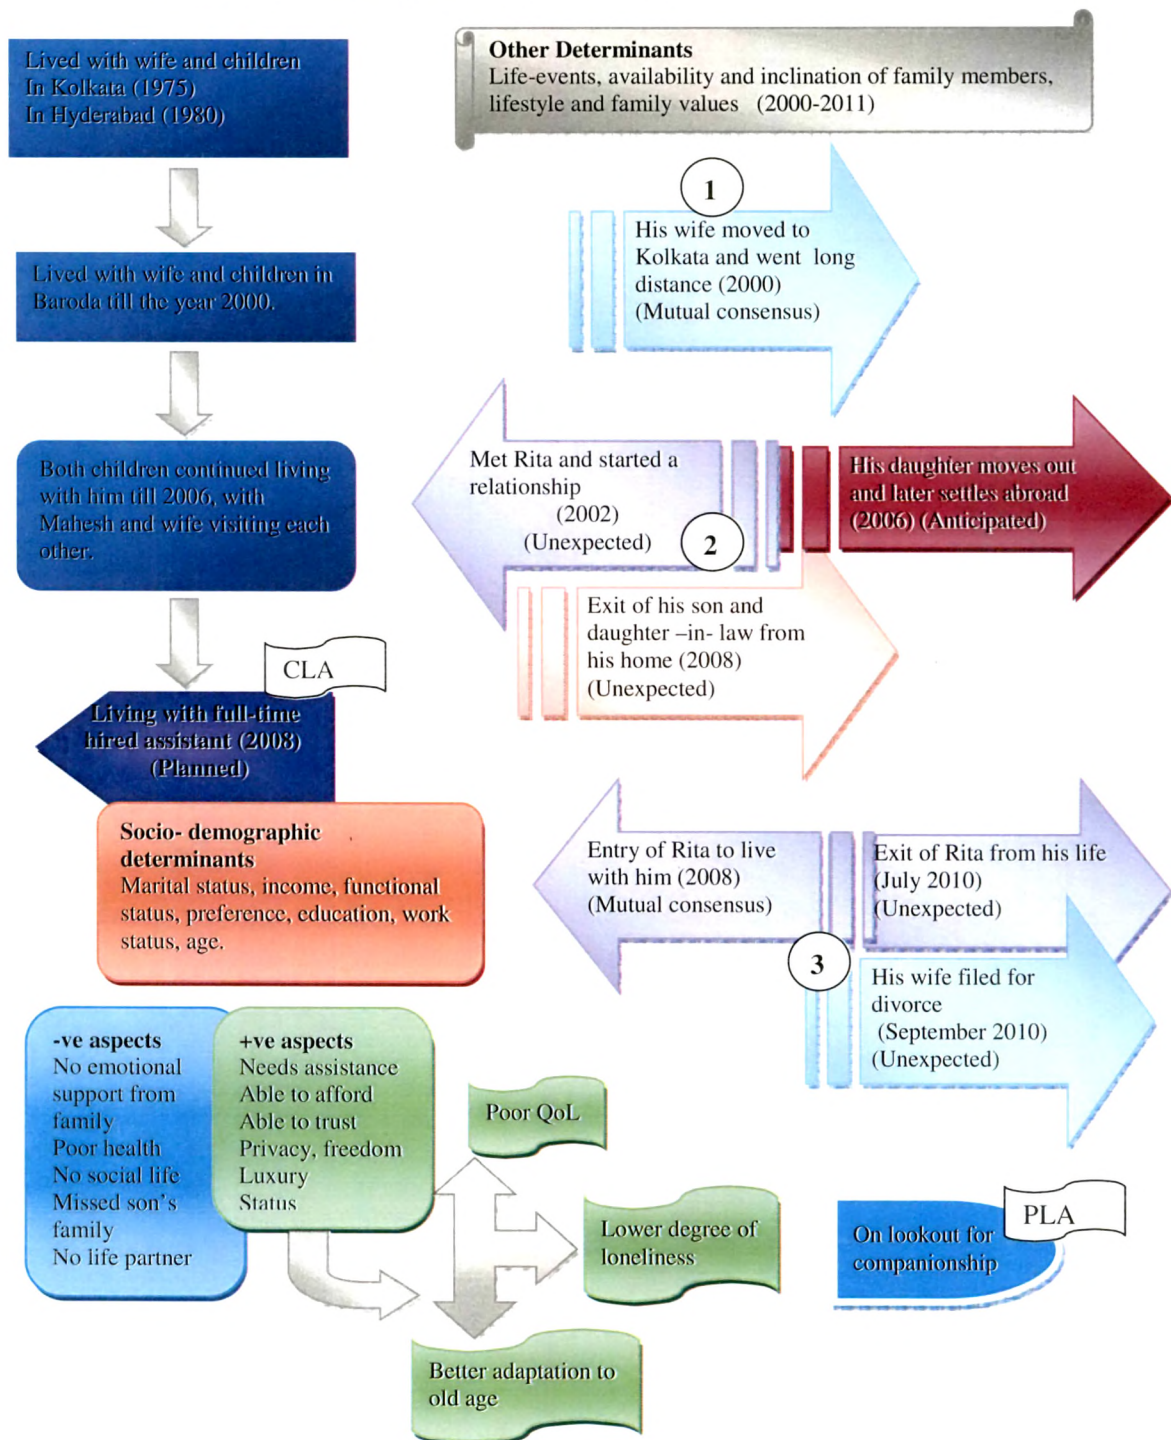 Lived with wife and children
In Kolkata (1975)
In Hyderabad (1980)
Lived with wife and children in
Baroda till the year 2000.
Both children continued living
with him till 2006, with
Mahesh and wife visiting each
other.
CLA
Living with full-time
hired assistant (2008)
(Planned)
Socio- demographic
determinants
Marital status, income, functional
status, preference, education, work
status, age.
-ve aspects
No emotional
support from
family
Poor health
No social life
Missed son's
family
No life partner
+ve aspects
Needs assistance
Able to afford
Able to trust
Privacy, freedom
Luxury
Status
Other Determinants
Life-events, availability and inclination of family members,
lifestyle and family values (2000-2011)
1
His wife moved to
Kolkata and went long
distance (2000)
(Mutual consensus)
Met Rita and started a
relationship
(2002)
(Unexpected)
2
His daughter moves out
and later settles abroad
(2006) (Anticipated)
Exit of his son and
daughter –in- law from
his home (2008)
(Unexpected)
Entry of Rita to live
with him (2008)
(Mutual consensus)
Exit of Rita from his life
(July 2010)
(Unexpected)
3
His wife filed for
divorce
(September 2010)
(Unexpected)
Poor QoL
Lower degree of
loneliness
Better adaptation to
old age
PLA
On lookout for
companionship